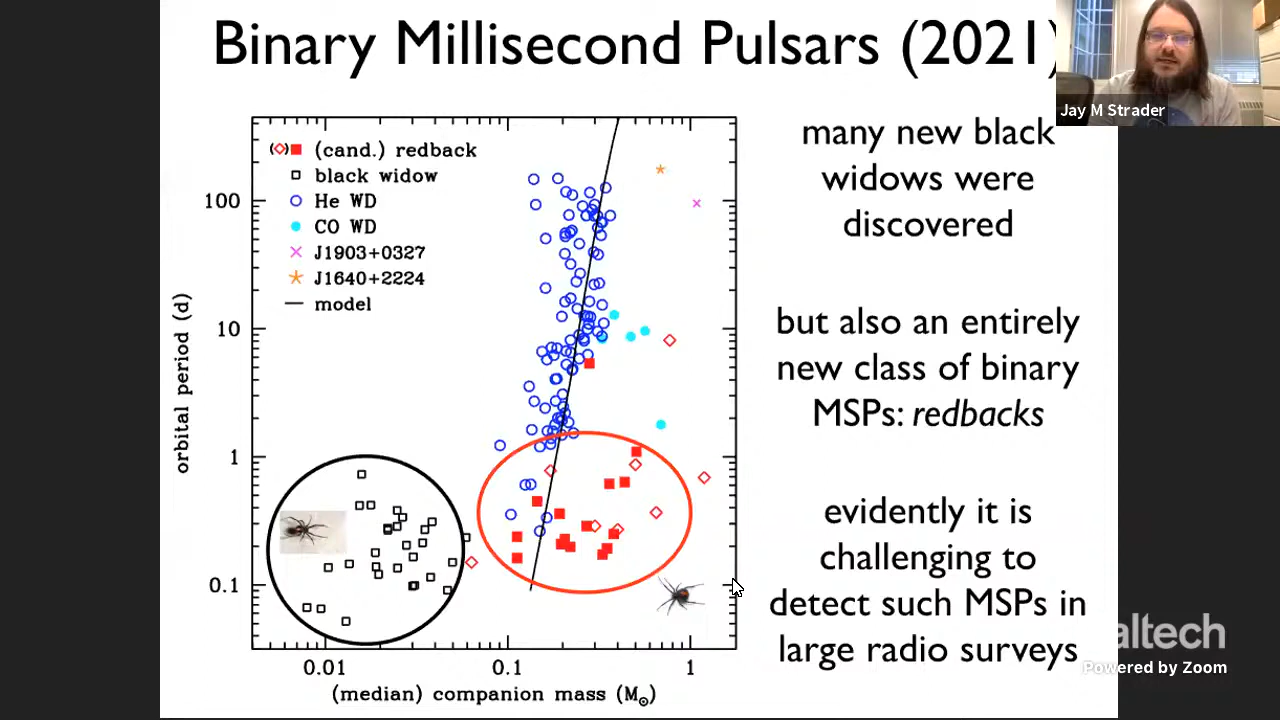 Binary Millisecond Pulsars (2021)
Jay M Strader
(cand.) redback
black widow
He WD
CO WD
J1903+0327
J1640+2224
model
100
10
1
0.1
orbital period (d)
0.01
0.1
1
(median) companion mass (M☉)
many new black
widows were
discovered
but also an entirely
new class of binary
MSPs: redbacks
evidently it is
challenging to
detect such MSPs in
large radio surveys
altech
Powered by Zoom